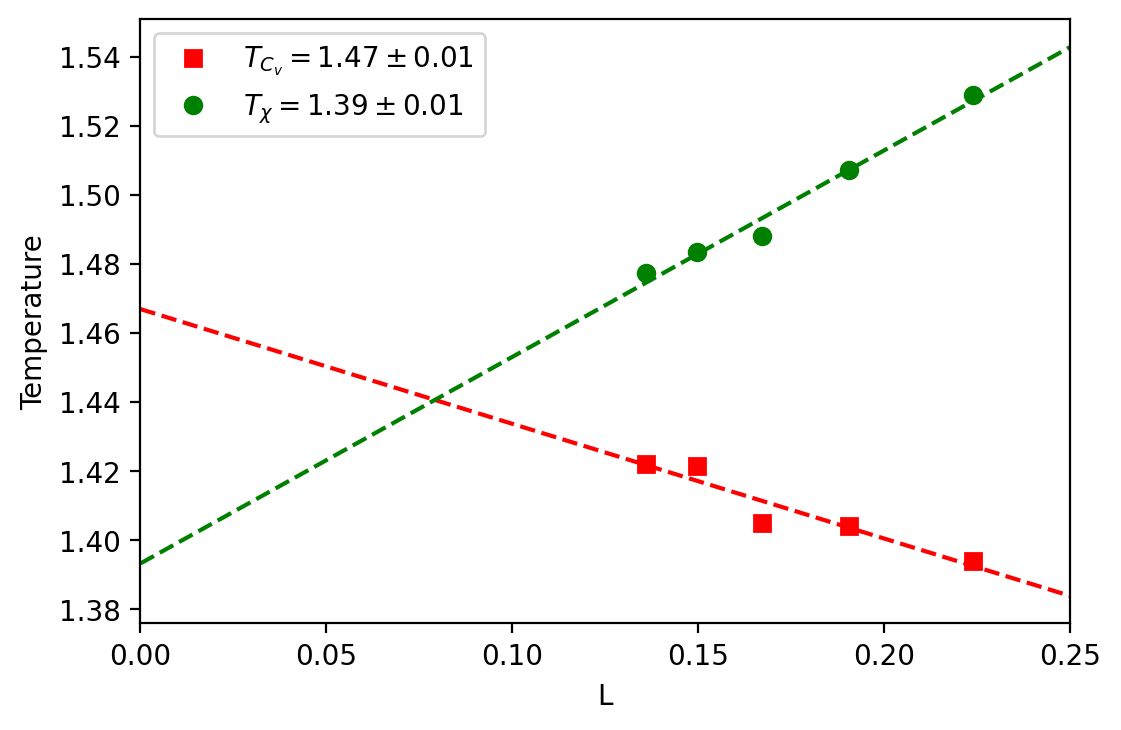 T_{C_v} = 1.47 ± 0.01
T_χ = 1.39 ± 0.01
Temperature
1.54
1.52
1.50
1.48
1.46
1.44
1.42
1.40
1.38
0.00 0.05 0.10 0.15 0.20 0.25
L